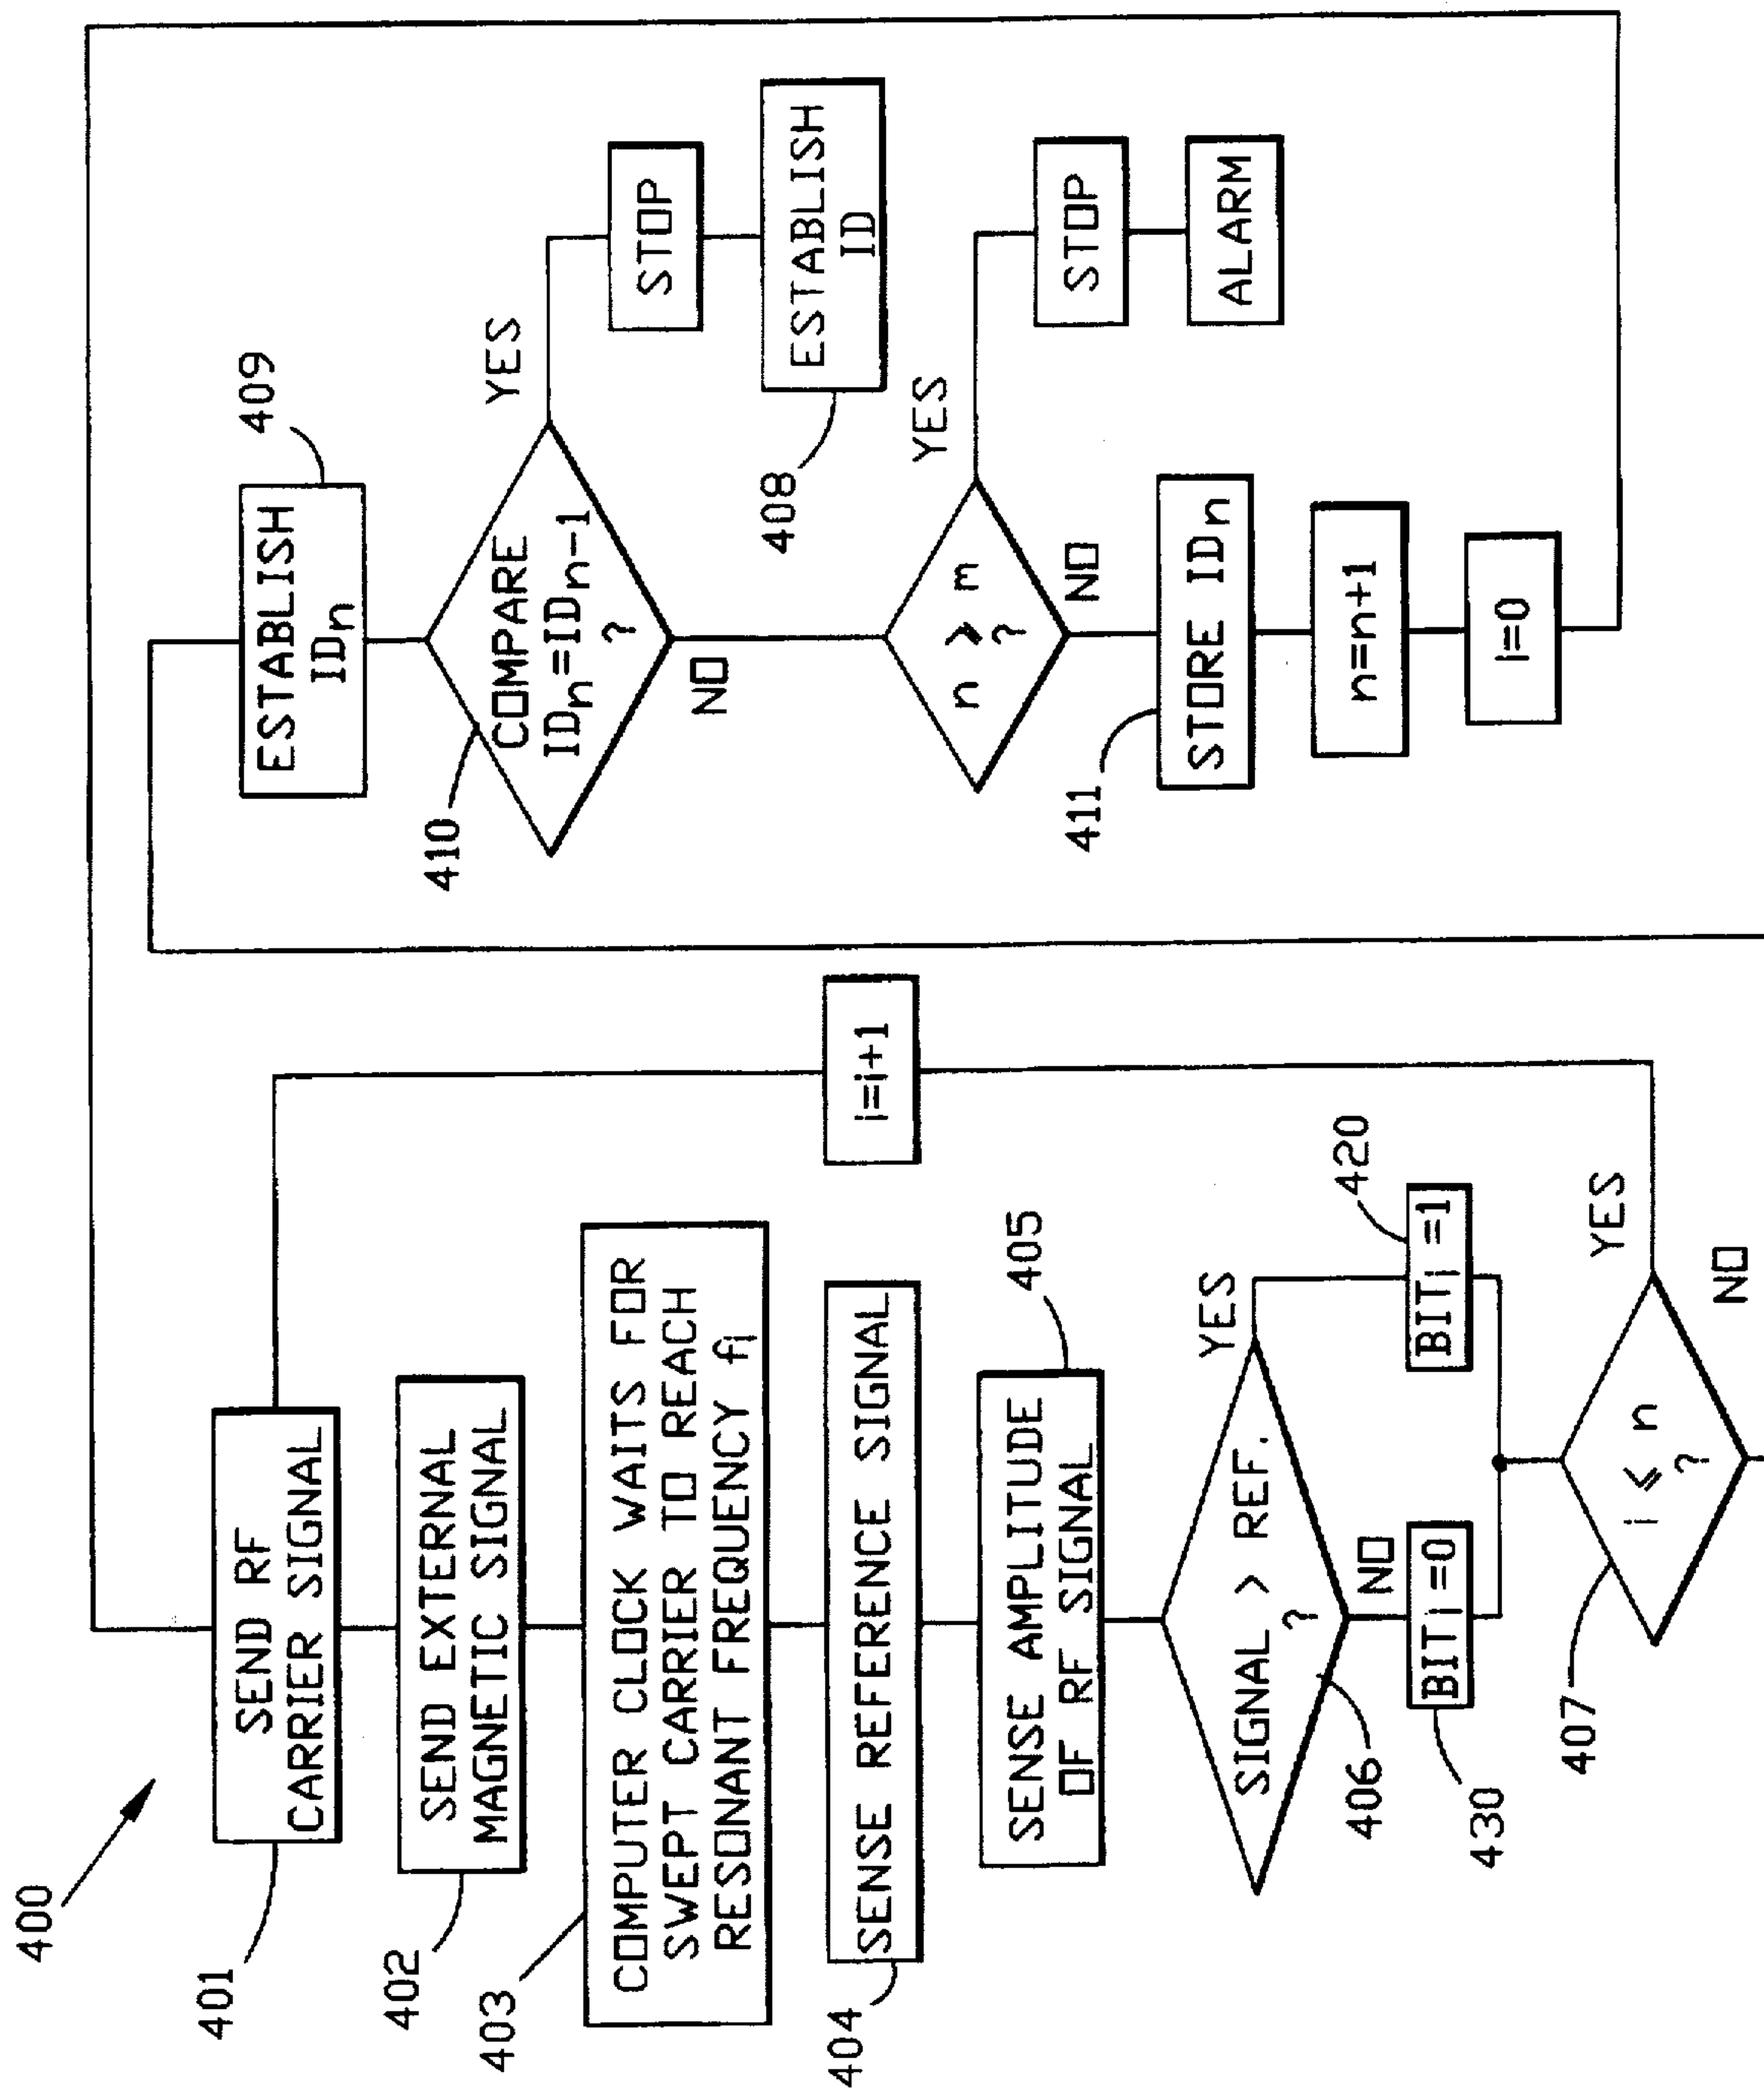 400
401
SEND RF
CARRIER SIGNAL
402
SEND EXTERNAL
MAGNETIC SIGNAL
403
COMPUTER CLOCK WAITS FOR
SWEPT CARRIER TO REACH
RESONANT FREQUENCY fi
404
SENSE REFERENCE SIGNAL
i=i+1
405
SENSE AMPLITUDE
OF RF SIGNAL
SIGNAL > REF.
?
406
YES
NO
430
BITi=0
BITi=1
420
407
i ≤ n
?
YES
NO
409
ESTABLISH
IDn
410
COMPARE
IDn=IDn-1
?
YES
STOP
408
ESTABLISH
ID
NO
n ⩾ m
?
YES
STOP
ALARM
NO
411
STORE IDn
n=n+1
i=0